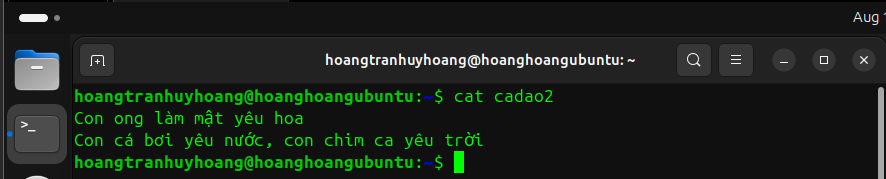 Aug
hoangtranhuyhoang@hoanghoangubuntu: ~
hoangtranhuyhoang@hoanghoangubuntu:~$ cat cadao2
Con ong làm mật yêu hoa
Con cá bơi yêu nước, con chim ca yêu trời
hoangtranhuyhoang@hoanghoangubuntu:~$